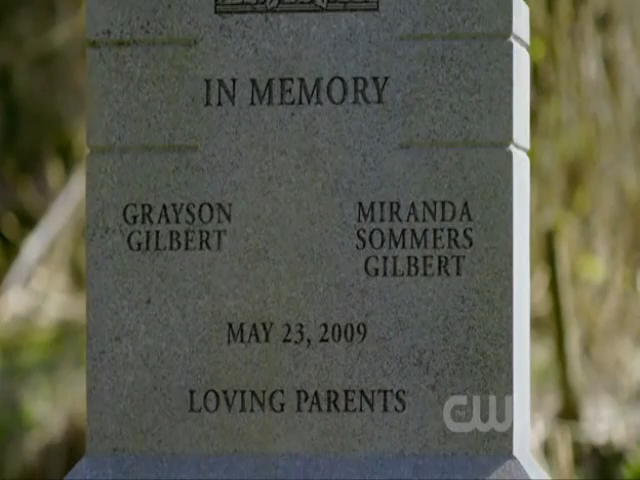 IN MEMORY
GRAYSON
GILBERT
MIRANDA
SOMMERS
GILBERT
MAY 23, 2009
LOVING PARENTS
CW